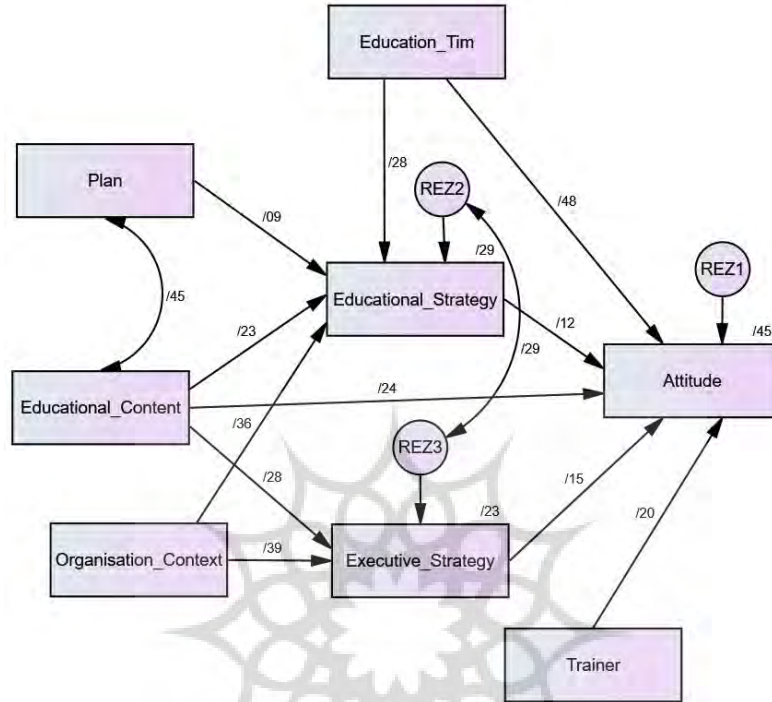 Education_Tim
/28
/48
Plan
/09
REZ2
/29
REZ1
/45
/45
Educational_Strategy
/23
/12
/29
Attitude
Educational_Content
/24
/36
REZ3
/28
/15
/23
/20
Organisation_Context
/39
Executive_Strategy
Trainer